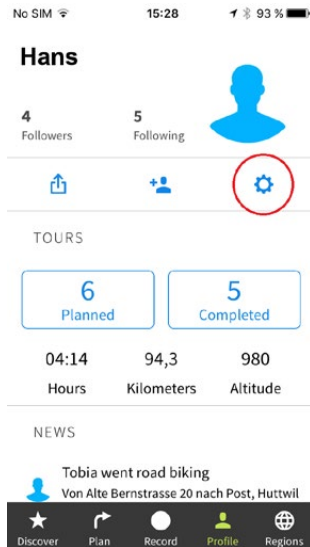 No SIM 15:28 93 %
Hans
4 5
Followers Following
TOURS
6 5
Planned Completed
04:14 94,3 980
Hours Kilometers Altitude
NEWS
Tobia went road biking
Von Alte Bernstrasse 20 nach Post, Huttwil
Discover Plan Record Profile Regions